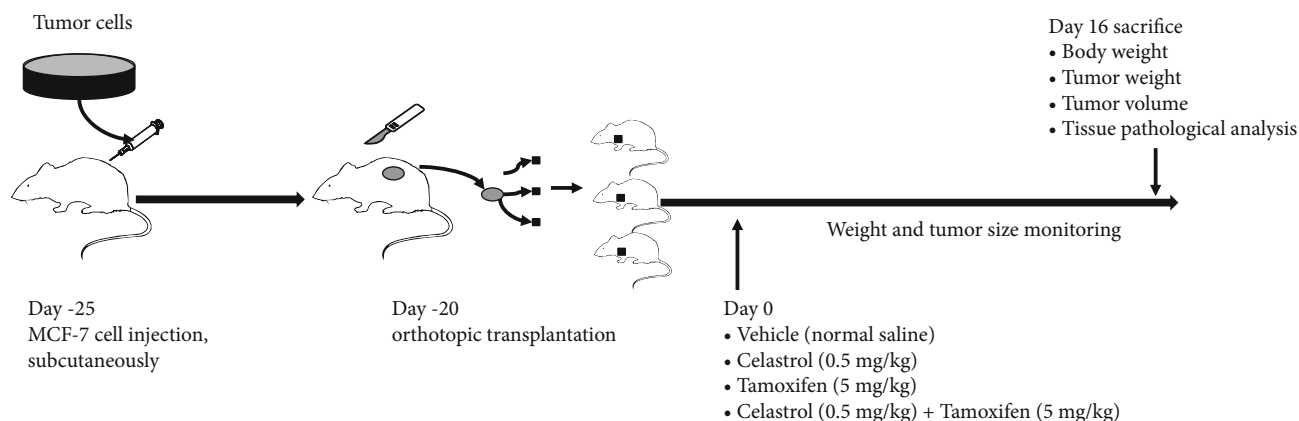 Tumor cells
Day -25
MCF-7 cell injection,
subcutaneously
Day -20
orthotopic transplantation
Day 0
• Vehicle (normal saline)
• Celastrol (0.5 mg/kg)
• Tamoxifen (5 mg/kg)
• Celastrol (0.5 mg/kg) + Tamoxifen (5 mg/kg)
Weight and tumor size monitoring
Day 16 sacrifice
• Body weight
• Tumor weight
• Tumor volume
• Tissue pathological analysis